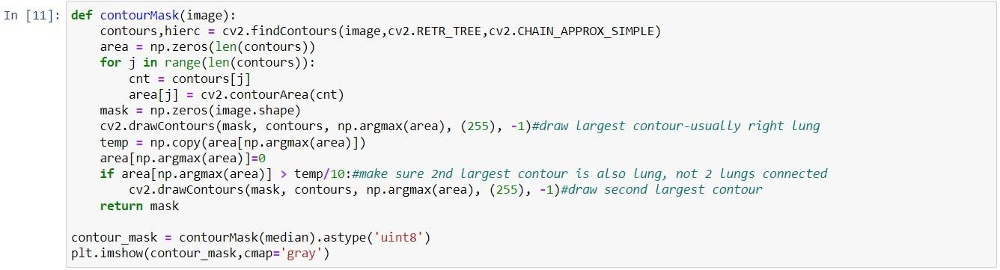 In [11]: def contourMask(image):
    contours,hierc = cv2.findContours(image,cv2.RETR_TREE,cv2.CHAIN_APPROX_SIMPLE)
    area = np.zeros(len(contours))
    for j in range(len(contours)):
        cnt = contours[j]
        area[j] = cv2.contourArea(cnt)
    mask = np.zeros(image.shape)
    cv2.drawContours(mask, contours, np.argmax(area), (255), -1)#draw largest contour-usually right lung
    temp = np.copy(area[np.argmax(area)])
    area[np.argmax(area)]=0
    if area[np.argmax(area)] > temp/10:#make sure 2nd largest contour is also lung, not 2 lungs connected
        cv2.drawContours(mask, contours, np.argmax(area), (255), -1)#draw second largest contour
    return mask
contour_mask = contourMask(median).astype('uint8')
plt.imshow(contour_mask,cmap='gray')